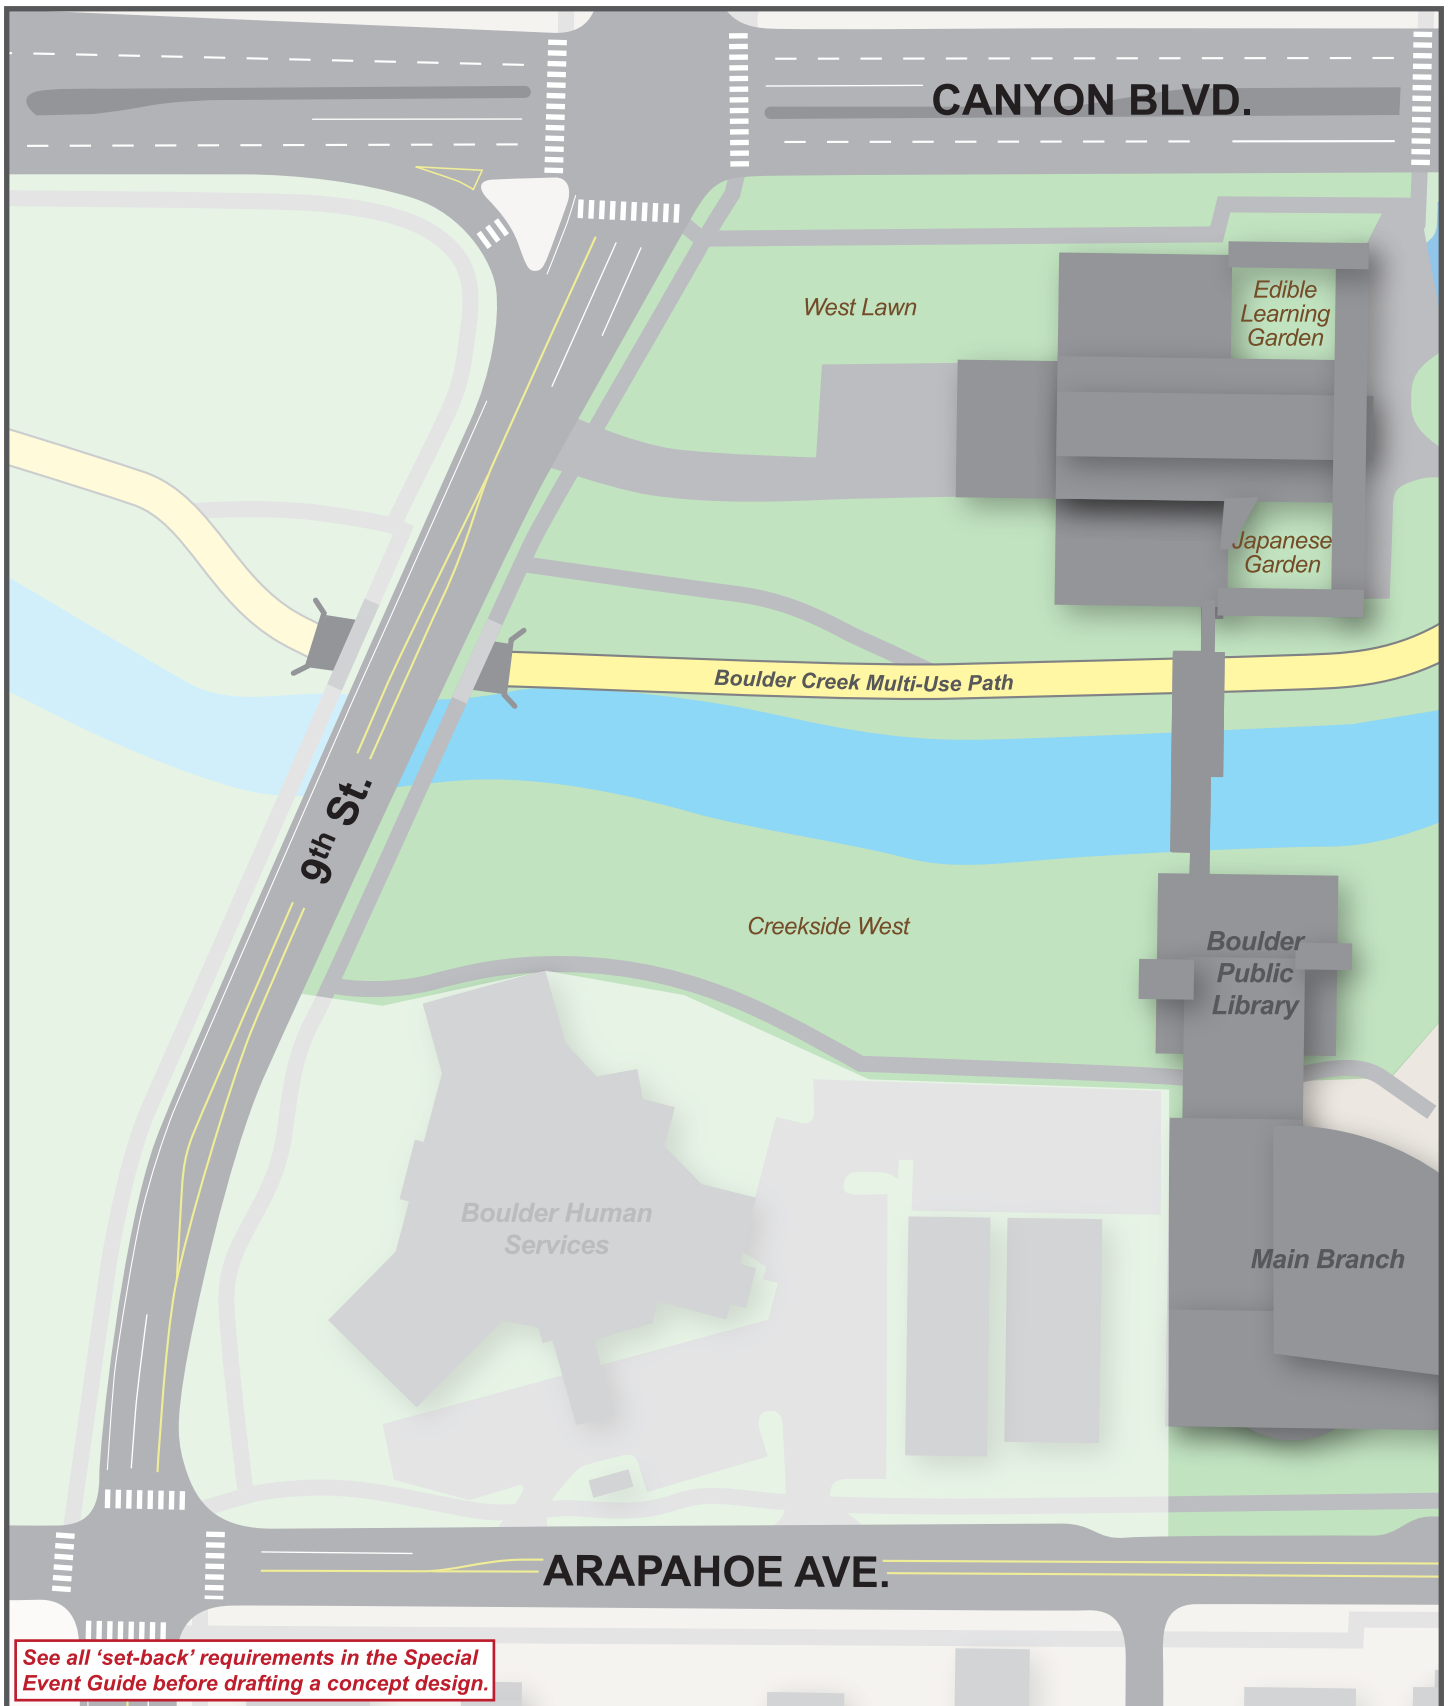 CANYON BLVD.
West Lawn
Edible
Learning
Garden
Japanese
Garden
Boulder Creek Multi-Use Path
9th St.
Creekside West
Boulder
Public
Library
Boulder Human
Services
Main Branch
ARAPAHOE AVE.
See all ‘set-back’ requirements in the Special
Event Guide before drafting a concept design.